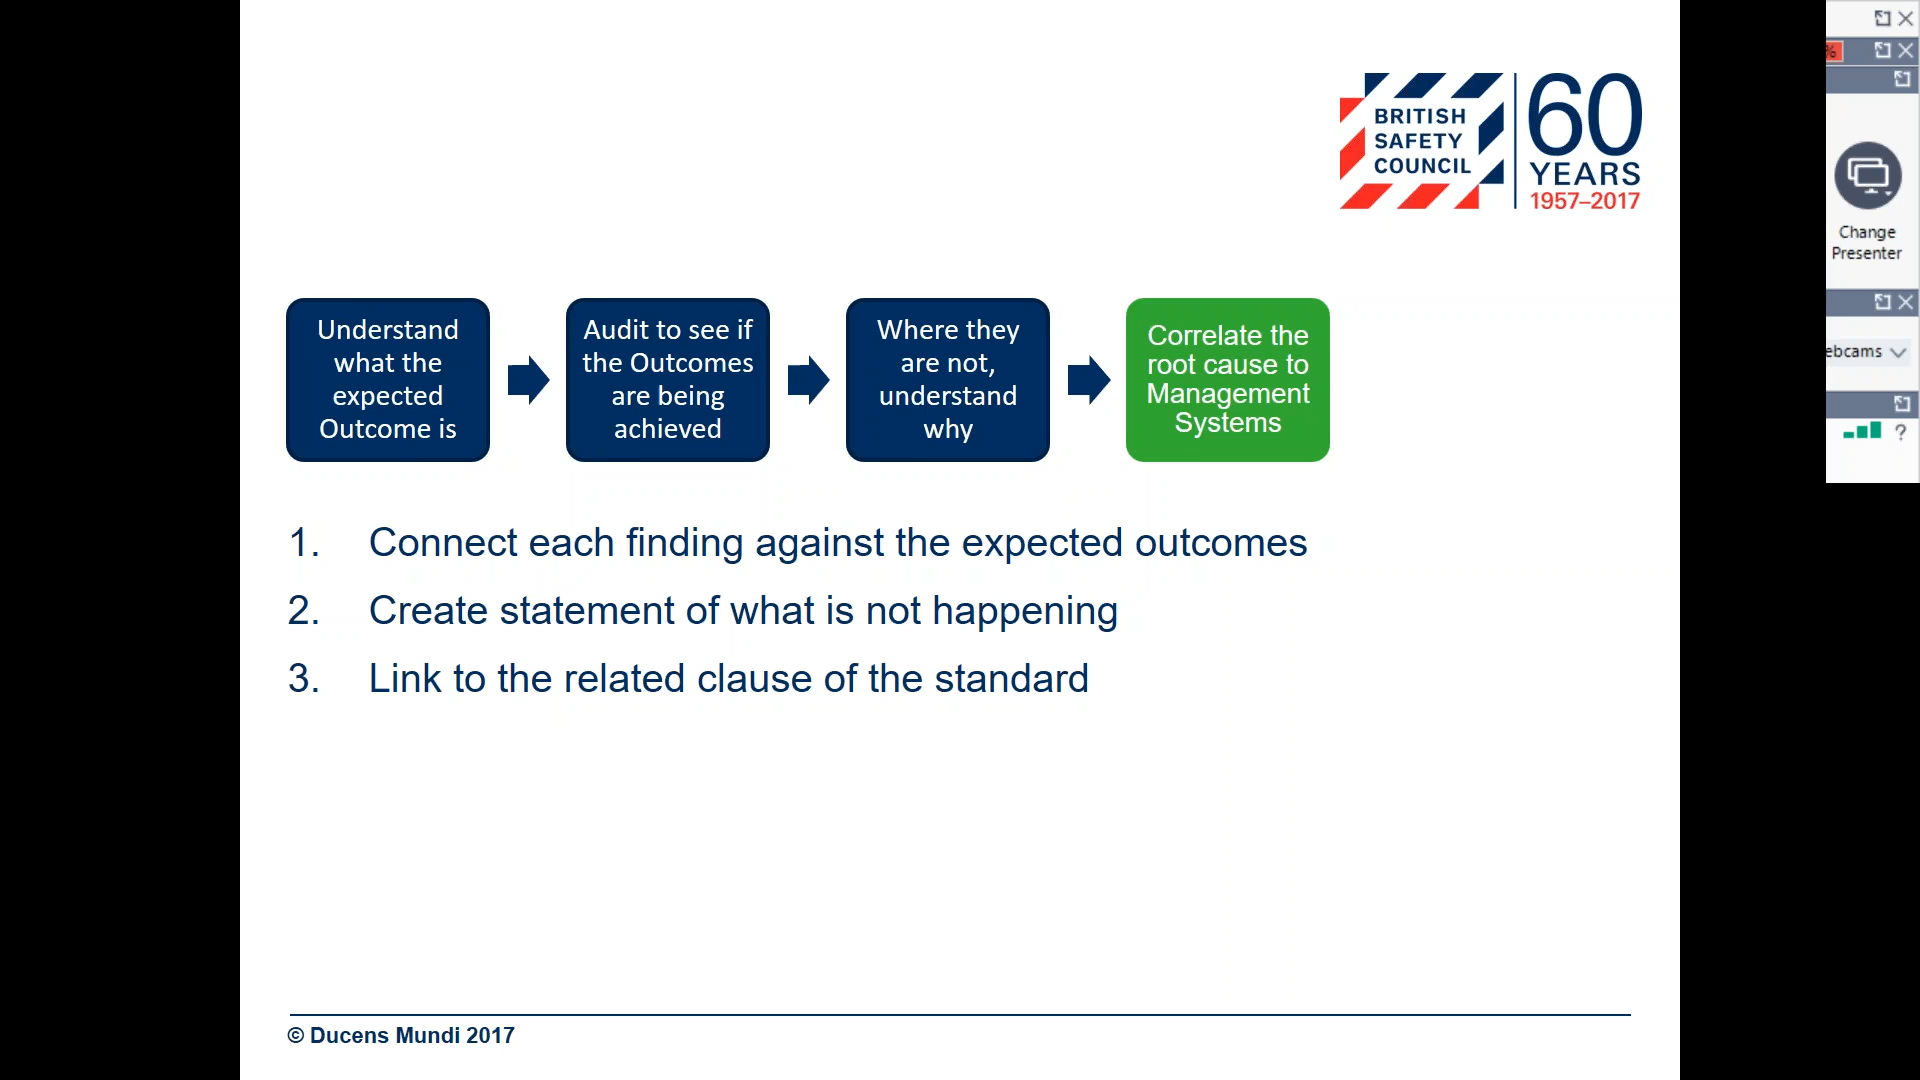 BRITISH
SAFETY
COUNCIL
60
YEARS
1957–2017
Understand
what the
expected
Outcome is
Audit to see if
the Outcomes
are being
achieved
Where they
are not,
understand
why
Correlate the
root cause to
Management
Systems
1. Connect each finding against the expected outcomes
2. Create statement of what is not happening
3. Link to the related clause of the standard
© Ducens Mundi 2017
%
Change
Presenter
ebcams
?